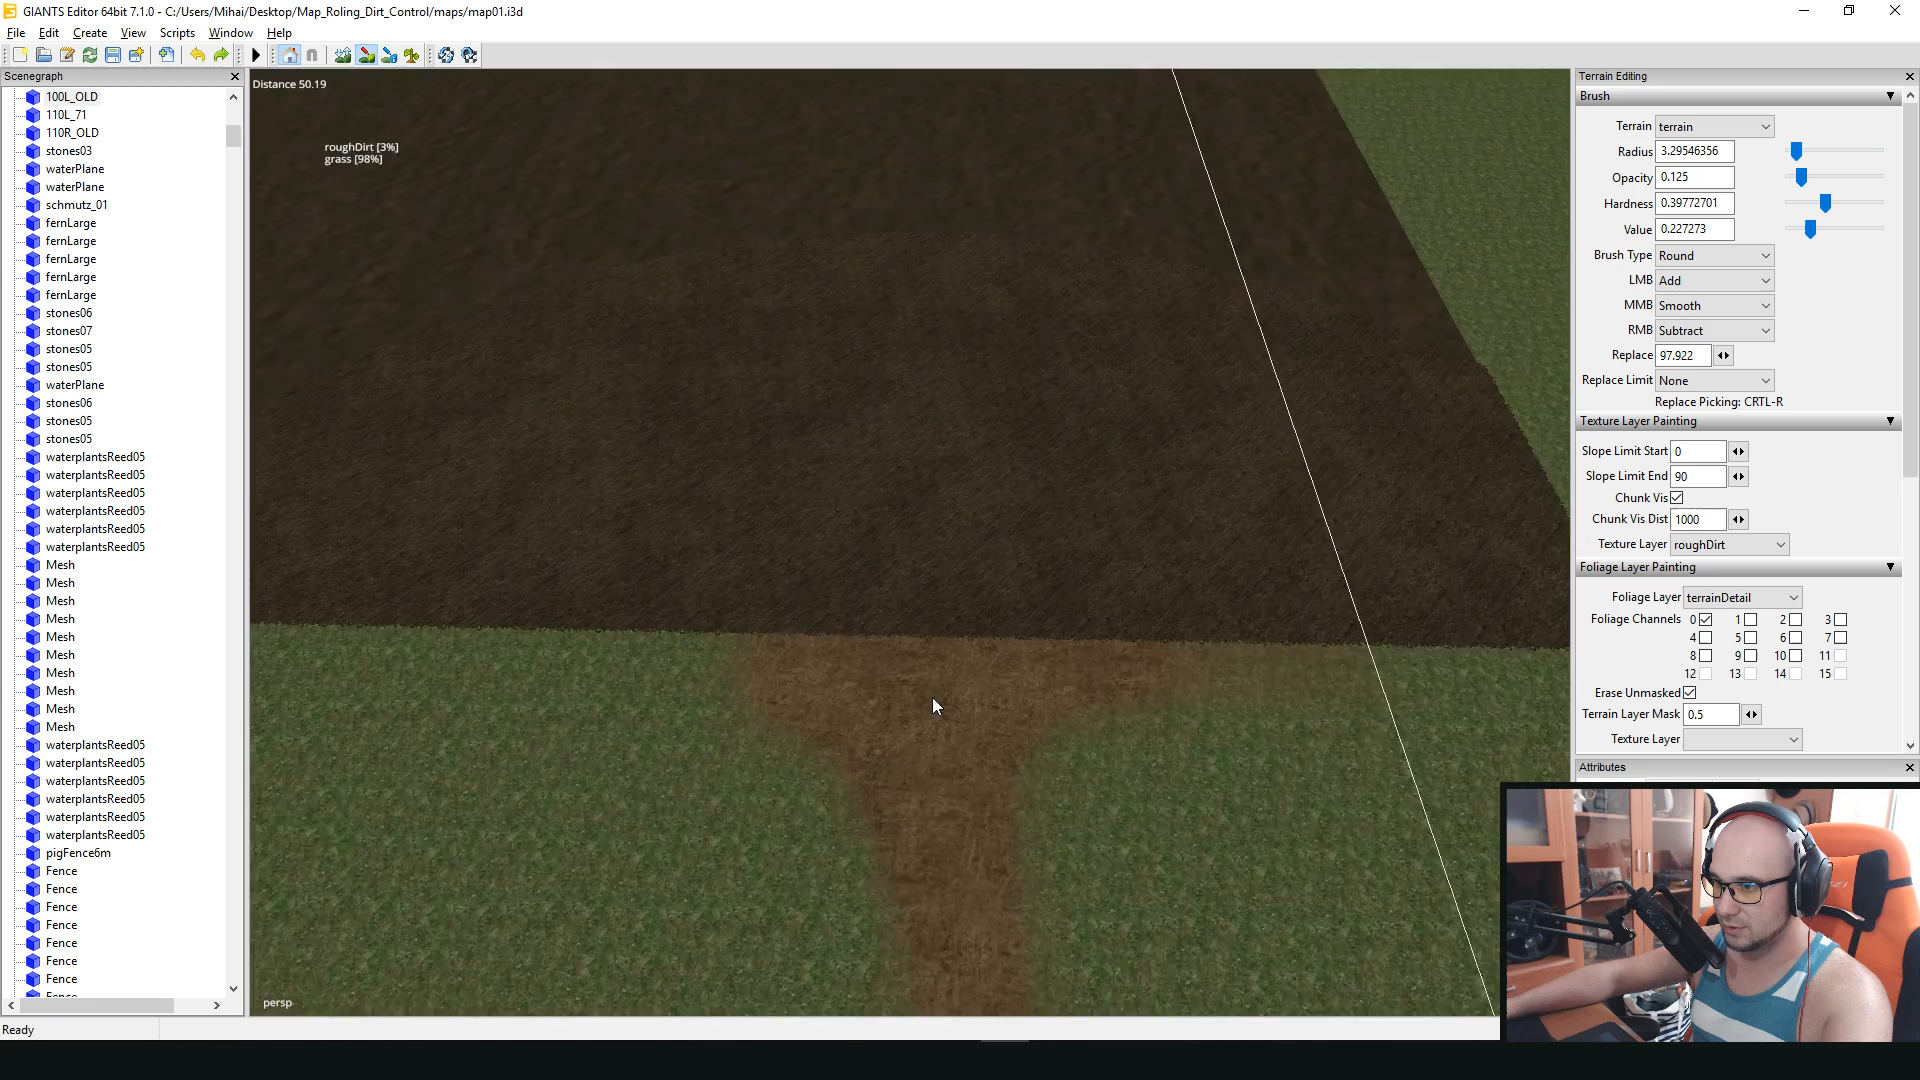 GIANTS Editor 64bit 7.1.0 - C:/Users/Mihai/Desktop/Map_Roling_Dirt_Control/maps/map01.i3d
File Edit Create View Scripts Window Help
Scenegraph
100L_OLD
110L_71
110R_OLD
stones03
waterPlane
waterPlane
schmutz_01
fernLarge
fernLarge
fernLarge
fernLarge
fernLarge
stones06
stones07
stones05
stones05
waterPlane
stones06
stones05
stones05
waterplantsReed05
waterplantsReed05
waterplantsReed05
waterplantsReed05
waterplantsReed05
waterplantsReed05
Mesh
Mesh
Mesh
Mesh
Mesh
Mesh
Mesh
Mesh
Mesh
Mesh
waterplantsReed05
waterplantsReed05
waterplantsReed05
waterplantsReed05
waterplantsReed05
waterplantsReed05
pigFence6m
Fence
Fence
Fence
Fence
Fence
Fence
Fence
Fence
Ready
Distance 50.19
roughDirt [3%]
grass [98%]
persp
Terrain Editing
Brush
Terrain terrain
Radius 3.29546356
Opacity 0.125
Hardness 0.39772701
Value 0.227273
Brush Type Round
LMB Add
MMB Smooth
RMB Subtract
Replace 97.922
Replace Limit None
Replace Picking: CRTL-R
Texture Layer Painting
Slope Limit Start 0
Slope Limit End 90
Chunk Vis
Chunk Vis Dist 1000
Texture Layer roughDirt
Foliage Layer Painting
Foliage Layer terrainDetail
Foliage Channels 0 1 2 3
4 5 6 7
8 9 10 11
12 13 14 15
Erase Unmasked
Terrain Layer Mask 0.5
Texture Layer
Attributes